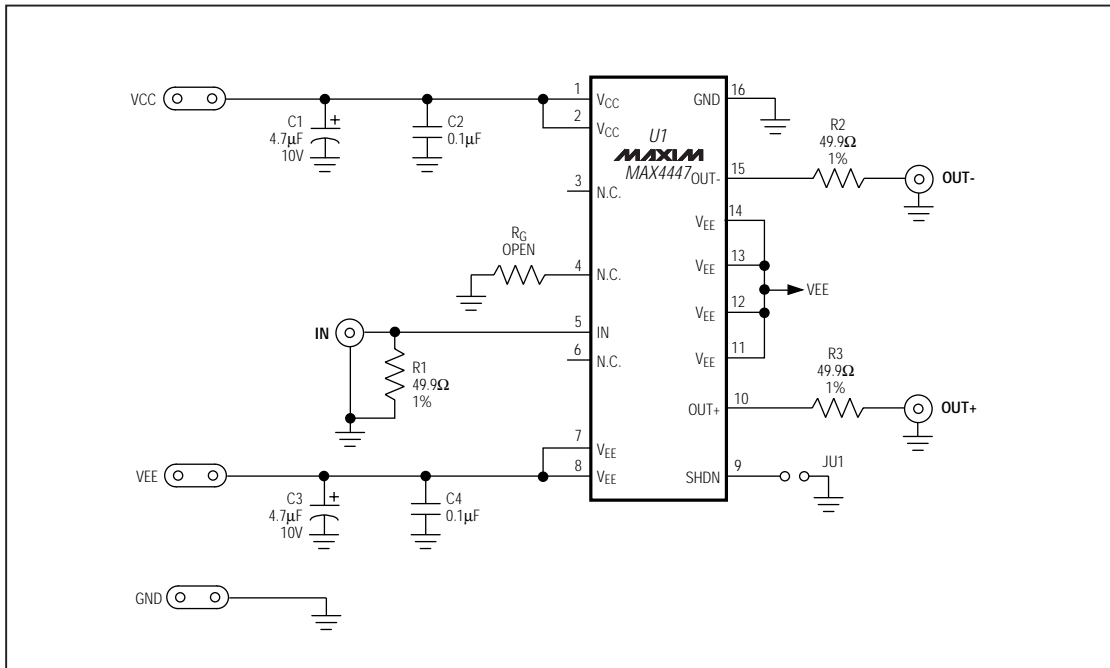 VCC
C1
4.7µF
10V
C2
0.1µF
1
VCC
2
VCC
3
N.C.
RG
OPEN
4
N.C.
IN
5
IN
6
N.C.
R1
49.9Ω
1%
7
VEE
8
VEE
VEE
C3
4.7µF
10V
C4
0.1µF
GND
U1
MAXIM
MAX4447
GND
16
OUT-
15
R2
49.9Ω
1%
OUT-
VEE
14
VEE
13
VEE
VEE
12
VEE
11
OUT+
10
R3
49.9Ω
1%
OUT+
SHDN
9
JU1